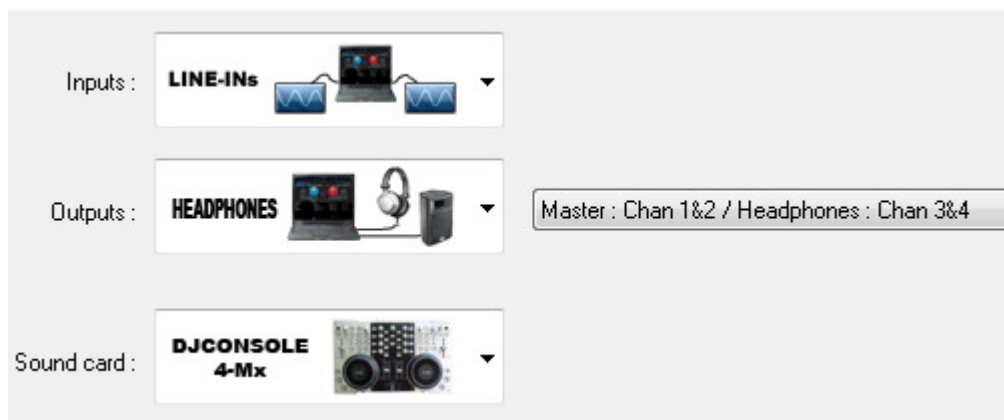 Inputs :
LINE-INs
Outputs :
HEADPHONES
Master : Chan 1&2 / Headphones : Chan 3&4
Sound card :
DJCONSOLE
4-Mx